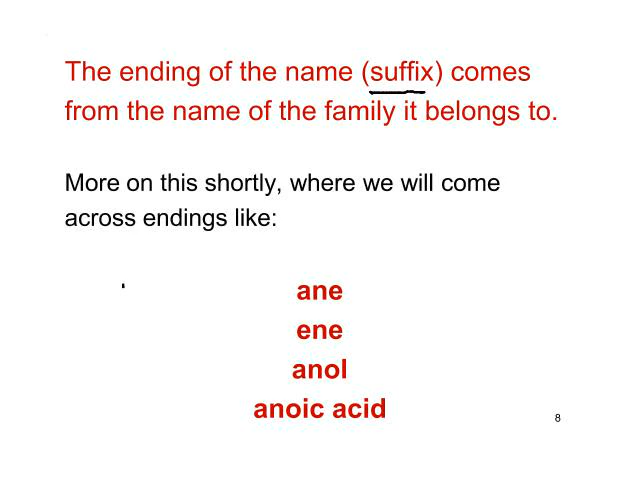 The ending of the name (suffix) comes
from the name of the family it belongs to.
More on this shortly, where we will come
across endings like:
ane
ene
anol
anoic acid
8